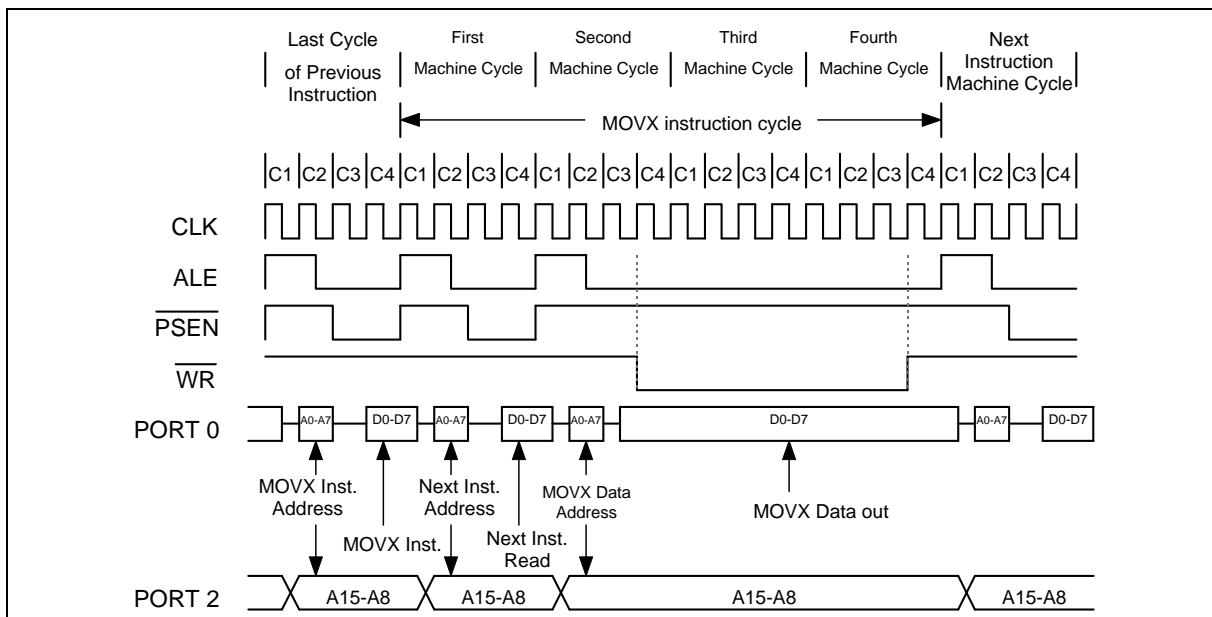 Last Cycle
of Previous
Instruction
First
Machine Cycle
Second
Machine Cycle
Third
Machine Cycle
Fourth
Machine Cycle
Next
Instruction
Machine Cycle
MOVX instruction cycle
C1 C2 C3 C4 C1 C2 C3 C4 C1 C2 C3 C4 C1 C2 C3 C4 C1 C2 C3 C4 C1 C2 C3 C4
CLK
ALE
PSEN
WR
PORT 0
A0-A7 D0-D7 A0-A7 D0-D7 A0-A7 D0-D7 A0-A7 D0-D7
MOVX Inst.
Address
MOVX Inst.
Next Inst.
Address
Next Inst.
Read
MOVX Data
Address
MOVX Data out
PORT 2
A15-A8 A15-A8 A15-A8 A15-A8